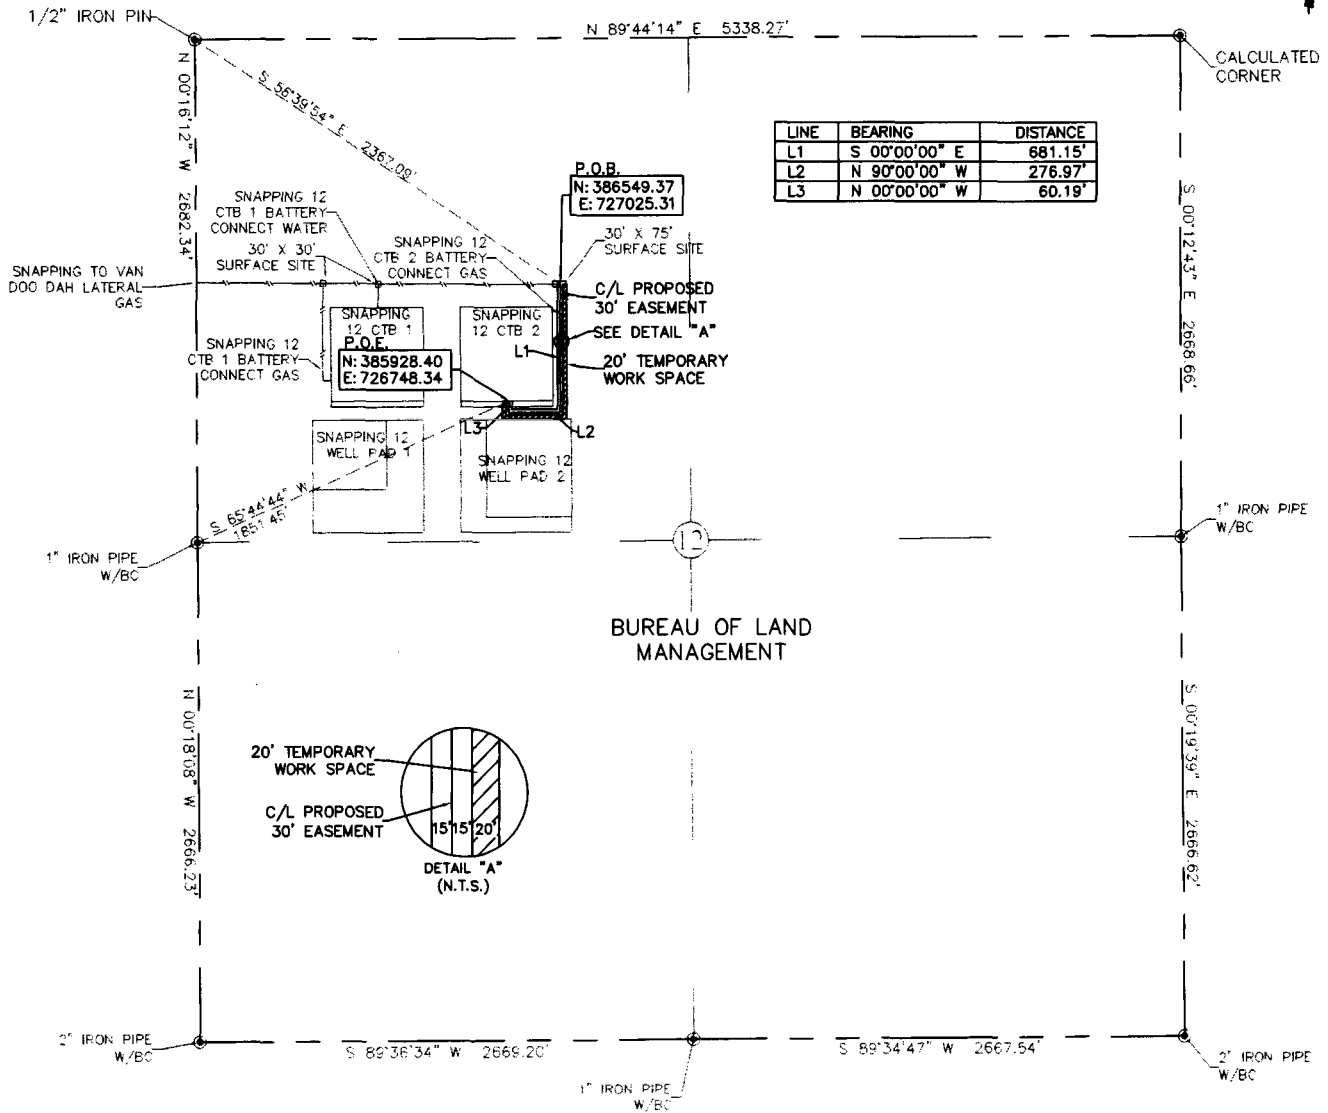 1/2" IRON PIN
N 89°44'14" E 5338.27'
CALCULATED
CORNER
N 00°16'12" W 2682.34'
S 56°39'54" E 2367.09'
LINE BEARING DISTANCE
L1 S 00°00'00" E 681.15'
L2 N 90°00'00" W 276.97'
L3 N 00°00'00" W 60.19'
P.O.B.
N: 386549.37
E: 727025.31
S 00°12'43" E 2668.66'
SNAPPING 12
CTB 1 BATTERY
CONNECT WATER
30' X 30'
SURFACE SITE
SNAPPING 12
CTB 2 BATTERY
CONNECT GAS
30' X 75'
SURFACE SITE
SNAPPING TO VAN
DOO DAH LATERAL
GAS
C/L PROPOSED
30' EASEMENT
SNAPPING
12 CTB 1
SNAPPING
12 CTB 2
SEE DETAIL "A"
L1
P.O.E.
N: 385928.40
E: 726748.34
SNAPPING 12
CTB 1 BATTERY
CONNECT GAS
20' TEMPORARY
WORK SPACE
L3
L2
SNAPPING 12
WELL PAD 1
SNAPPING 12
WELL PAD 2
S 65°44'44" W
1851.45'
1" IRON PIPE
W/BC
12
1" IRON PIPE
W/BC
BUREAU OF LAND
MANAGEMENT
N 00°18'08" W 2666.23'
S 00°19'39" E 2666.62'
20' TEMPORARY
WORK SPACE
C/L PROPOSED
30' EASEMENT
15' 15' 20'
DETAIL "A"
(N.T.S.)
2" IRON PIPE
W/BC
S 89°36'34" W 2669.20'
S 89°34'47" W 2667.54'
1" IRON PIPE
W/BC
2" IRON PIPE
W/BC